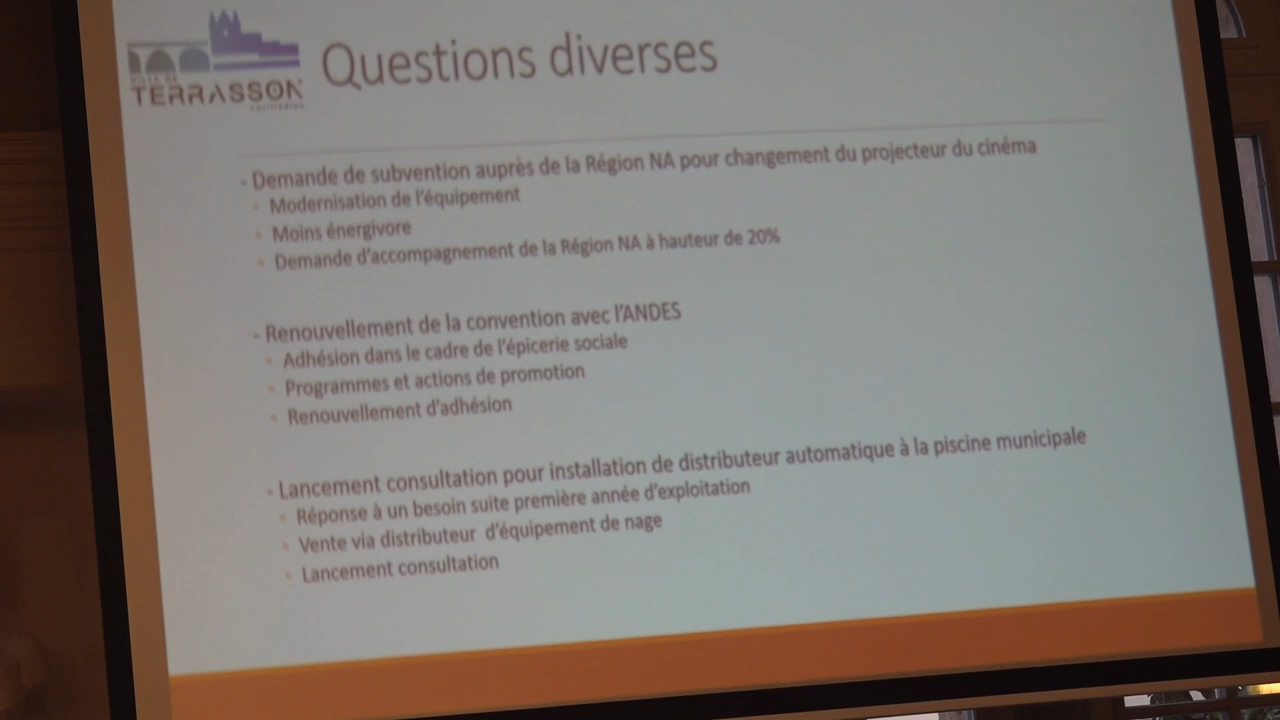 VILLE DE
TERRASSON
Questions diverses
- Demande de subvention auprès de la Région NA pour changement du projecteur du cinéma
Modernisation de l'équipement
Moins énergivore
Demande d'accompagnement de la Région NA à hauteur de 20%
- Renouvellement de la convention avec l'ANDES
Adhésion dans le cadre de l'épicerie sociale
Programmes et actions de promotion
Renouvellement d'adhésion
- Lancement consultation pour installation de distributeur automatique à la piscine municipale
Réponse à un besoin suite première année d'exploitation
Vente via distributeur d'équipement de nage
Lancement consultation